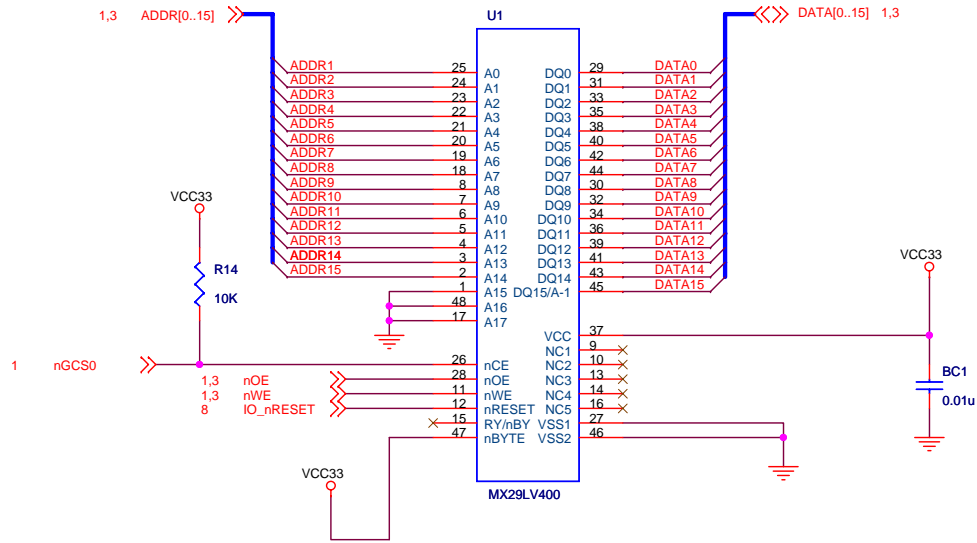 1,3 ADDR[0..15]
U1
DATA[0..15] 1,3
ADDR1 25 A0 DQ0 29 DATA0
ADDR2 24 A1 DQ1 31 DATA1
ADDR3 23 A2 DQ2 33 DATA2
ADDR4 22 A3 DQ3 35 DATA3
ADDR5 21 A4 DQ4 38 DATA4
ADDR6 20 A5 DQ5 40 DATA5
ADDR7 19 A6 DQ6 42 DATA6
ADDR8 18 A7 DQ7 44 DATA7
ADDR9 8 A8 DQ8 30 DATA8
ADDR10 7 A9 DQ9 32 DATA9
ADDR11 6 A10 DQ10 34 DATA10
ADDR12 5 A11 DQ11 36 DATA11
ADDR13 4 A12 DQ12 39 DATA12
ADDR14 3 A13 DQ13 41 DATA13
ADDR15 2 A14 DQ14 43 DATA14
1 A15 DQ15/A-1 45 DATA15
48 A16
17 A17
VCC33
R14
10K
VCC 37
VCC33
NC1 9
1 nGCS0 26 nCE NC2 10
1,3 nOE 28 nOE NC3 13
1,3 nWE 11 nWE NC4 14
8 IO_nRESET 12 nRESET NC5 16
15 RY/nBY VSS1 27
47 nBYTE VSS2 46
BC1
0.01u
VCC33
MX29LV400